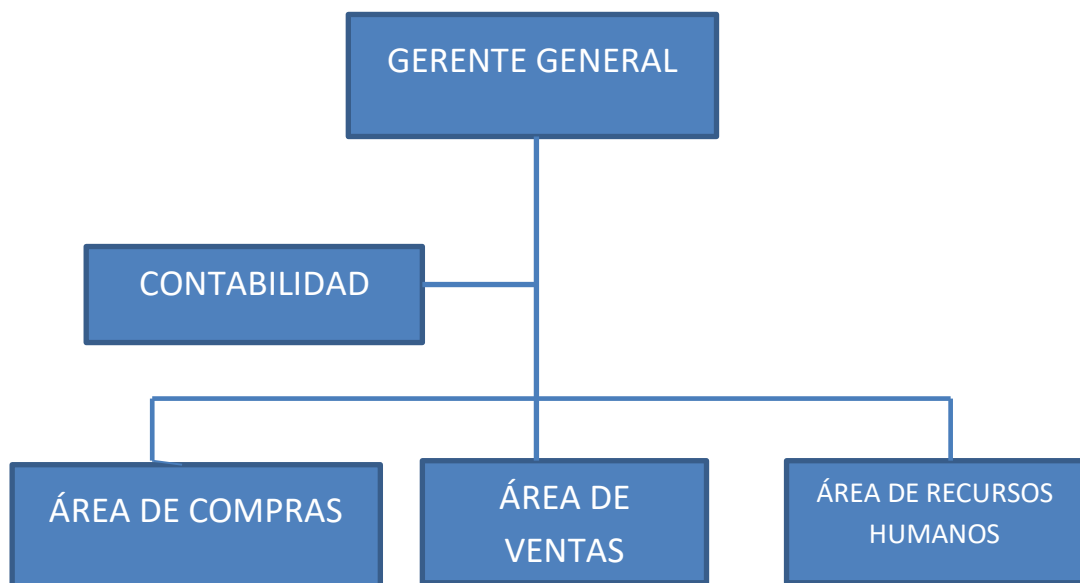 GERENTE GENERAL
CONTABILIDAD
ÁREA DE COMPRAS
ÁREA DE
VENTAS
ÁREA DE RECURSOS
HUMANOS